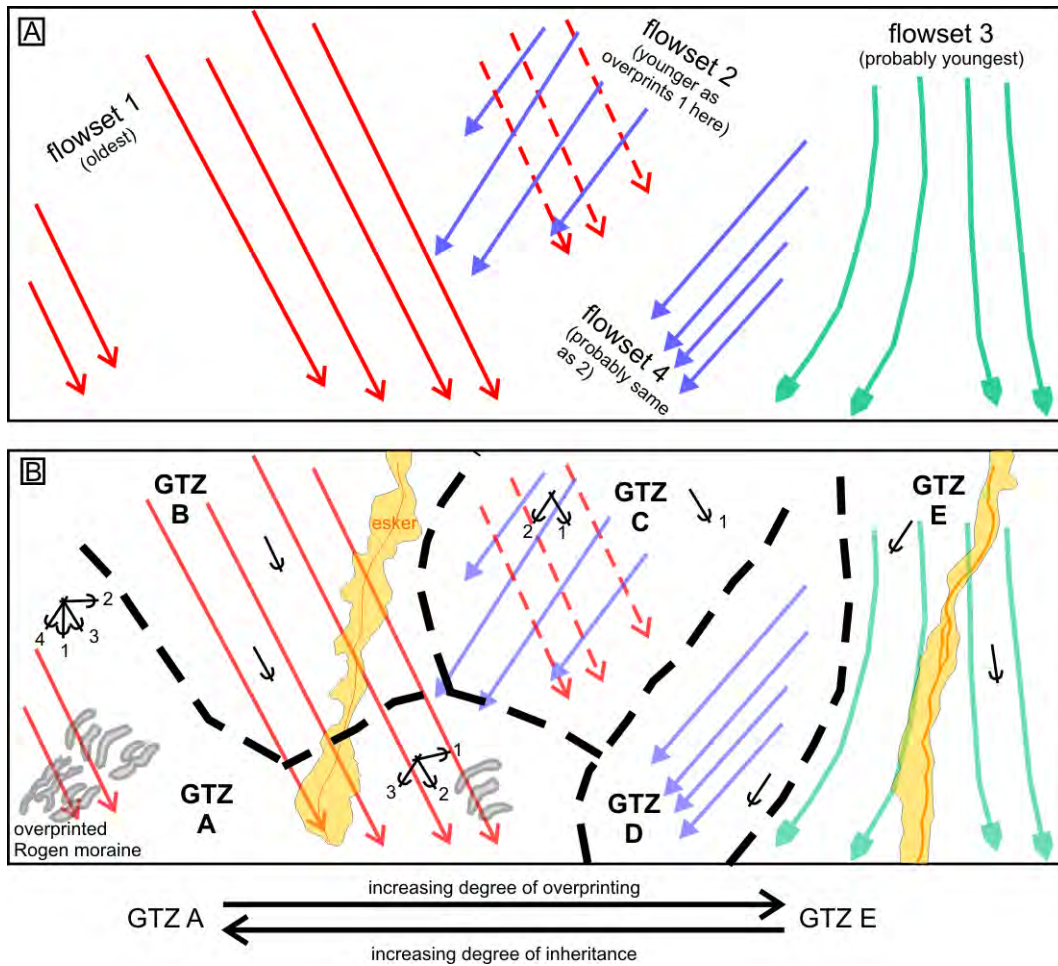 A
flowset 1
(oldest)
flowset 2
(younger as
overprints 1 here)
flowset 3
(probably youngest)
flowset 4
(probably same
as 2)
B
GTZ
B
esker
GTZ
C
GTZ
E
2
1
1
2
4
1
3
1
3
2
GTZ
A
GTZ
D
overprinted
Rogen moraine
increasing degree of overprinting
GTZ A
GTZ E
increasing degree of inheritance